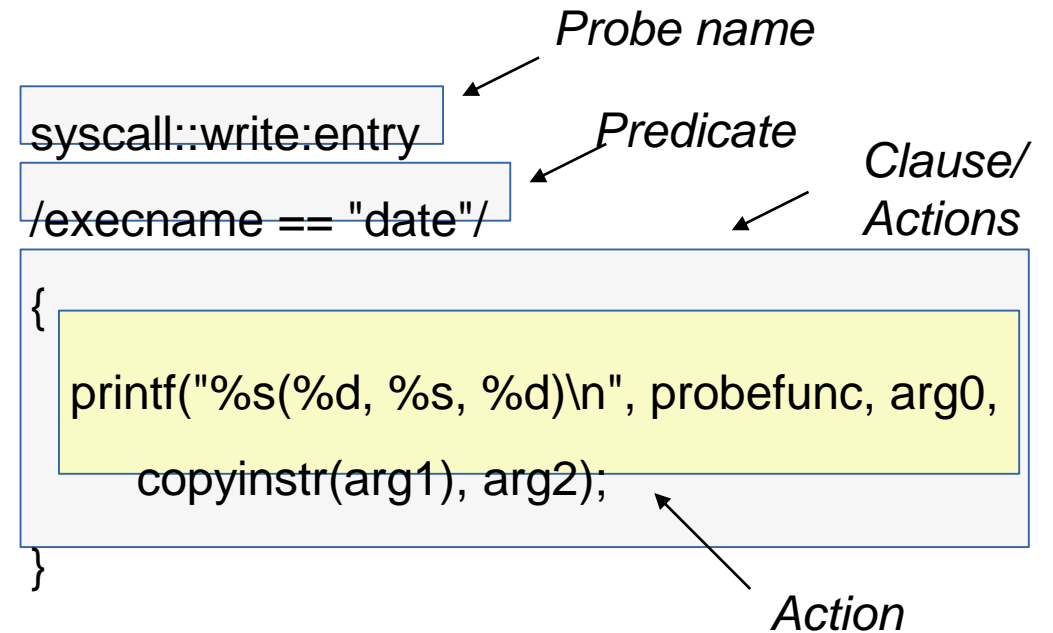 Probe name
syscall::write:entry
Predicate
/execname == "date"/
Clause/
Actions
{
printf("%s(%d, %s, %d)\n", probefunc, arg0,
copyinstr(arg1), arg2);
}
Action